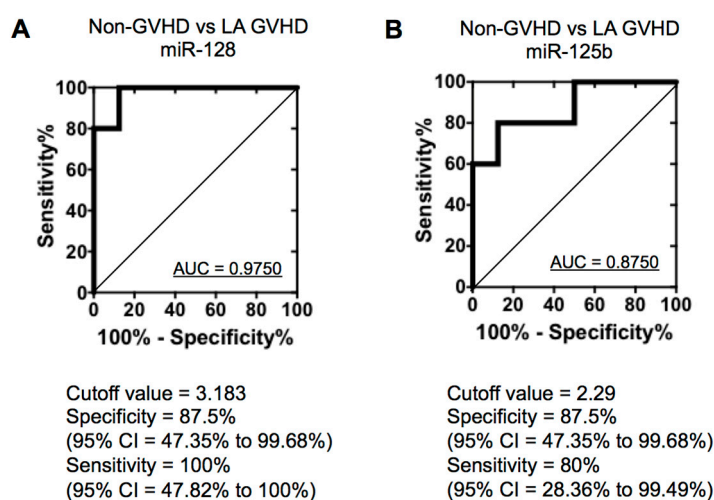 A
Non-GVHD vs LA GVHD
miR-128
Sensitivity%
100
80
60
40
20
0
AUC = 0.9750
0 20 40 60 80 100
100% - Specificity%
Cutoff value = 3.183
Specificity = 87.5%
(95% CI = 47.35% to 99.68%)
Sensitivity = 100%
(95% CI = 47.82% to 100%)
B
Non-GVHD vs LA GVHD
miR-125b
Sensitivity%
100
80
60
40
20
0
AUC = 0.8750
0 20 40 60 80 100
100% - Specificity%
Cutoff value = 2.29
Specificity = 87.5%
(95% CI = 47.35% to 99.68%)
Sensitivity = 80%
(95% CI = 28.36% to 99.49%)